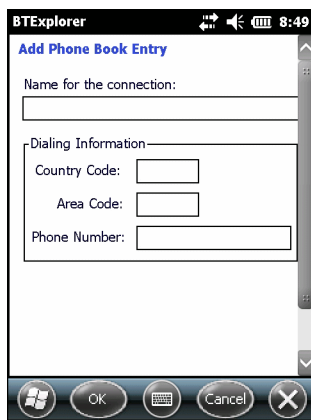 BTExplorer 8:49
Add Phone Book Entry
Name for the connection:
Dialing Information
Country Code:
Area Code:
Phone Number:
OK Cancel